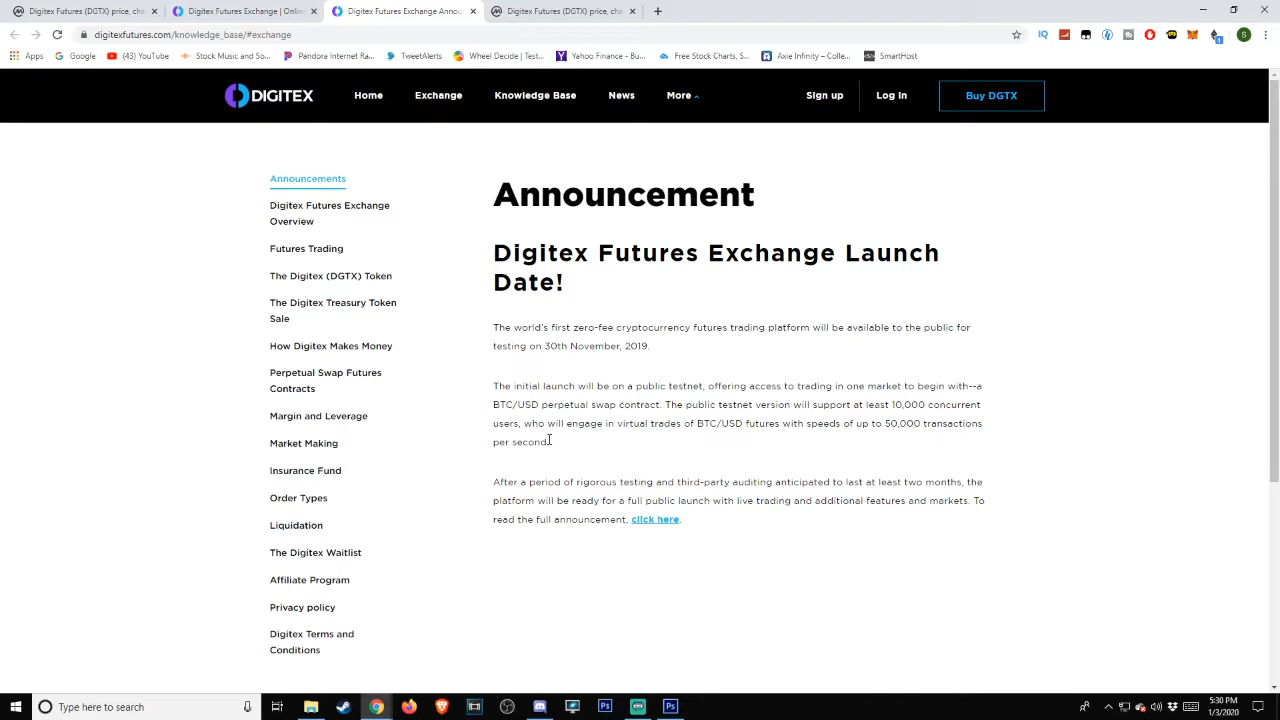 Digitex Futures (DGTX) price, cha
Digitex Futures Exchange | Onlin
Digitex Futures Exchange Annou
Digitex Futures (DGTX) price, cha
digitexfutures.com/knowledge_base/#exchange
Apps
Google
(43) YouTube
Stock Music and So...
Pandora Internet Ra...
TweetAlerts
Wheel Decide | Test...
Yahoo Finance - Bu...
Free Stock Charts, S...
Axie Infinity – Colle...
SmartHost
DIGITEX
Home
Exchange
Knowledge Base
News
More
Sign up
Log In
Buy DGTX
Announcements
Digitex Futures Exchange
Overview
Futures Trading
The Digitex (DGTX) Token
The Digitex Treasury Token
Sale
How Digitex Makes Money
Perpetual Swap Futures
Contracts
Margin and Leverage
Market Making
Insurance Fund
Order Types
Liquidation
The Digitex Waitlist
Affiliate Program
Privacy policy
Digitex Terms and
Conditions
Announcement
Digitex Futures Exchange Launch
Date!
The world's first zero-fee cryptocurrency futures trading platform will be available to the public for
testing on 30th November, 2019.
The initial launch will be on a public testnet, offering access to trading in one market to begin with--a
BTC/USD perpetual swap contract. The public testnet version will support at least 10,000 concurrent
users, who will engage in virtual trades of BTC/USD futures with speeds of up to 50,000 transactions
per second.
After a period of rigorous testing and third-party auditing anticipated to last at least two months, the
platform will be ready for a full public launch with live trading and additional features and markets. To
read the full announcement, click here.
Type here to search
5:30 PM
1/3/2020